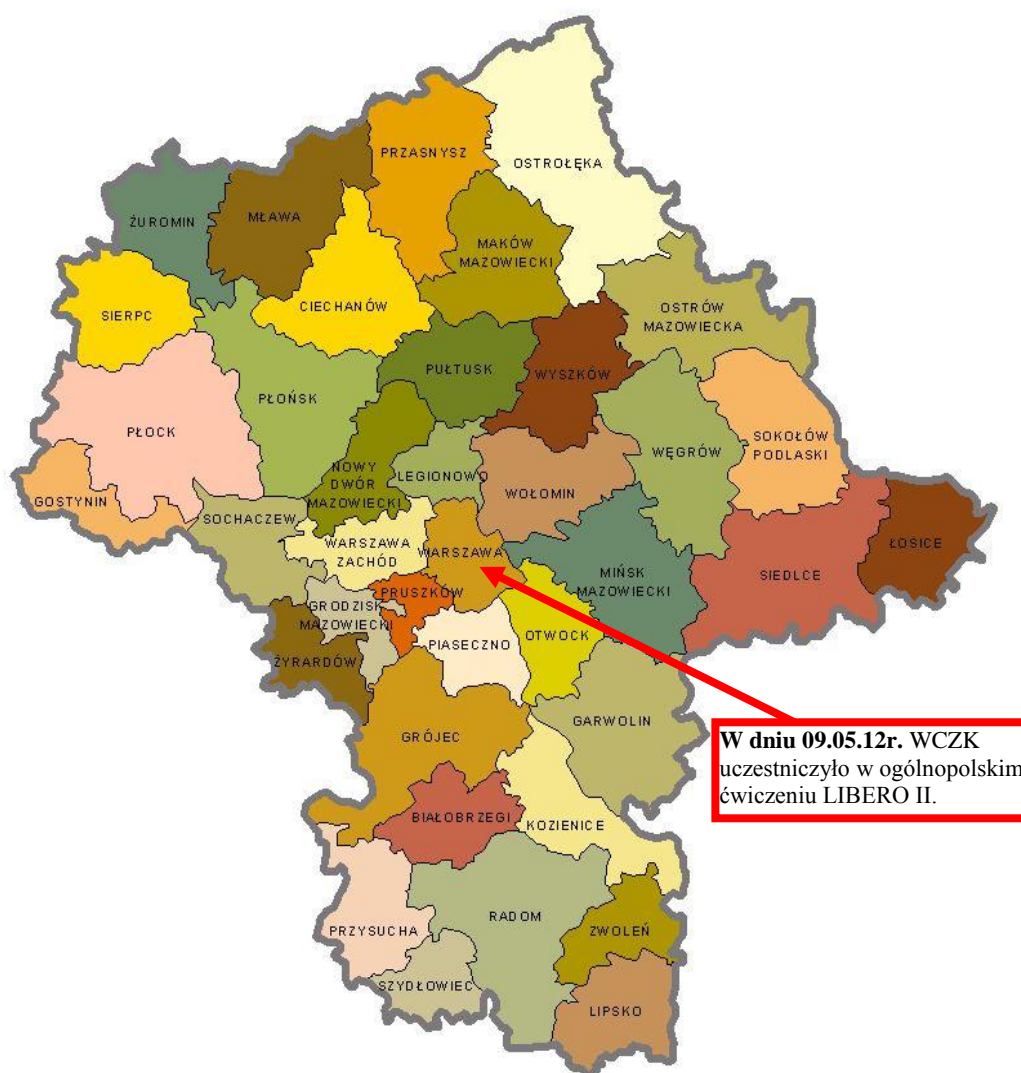 PRZASNYSZ
OSTROŁĘKA
ŻUROMIN
MŁAWA
MAKÓW
MAZOWIECKI
CIECHANÓW
SIERPC
OSTRÓW
MAZOWIECKA
PUŁTUSK
WYSZKÓW
PŁOŃSK
PŁOCK
SOKOŁÓW
PODLASKI
WĘGRÓW
NOWY
DWÓR
MAZOWIECKI
LEGIONOWO
WOŁOMIN
GOSTYNIN
SOCHACZEW
WARSZAWA
ZACHÓD
WARSZAWA
ŁOSICE
SIEDLCE
MIŃSK
MAZOWIECKI
PRUSZKÓW
GRODZISK
MAZOWIECKI
PIASECZNO
OTWOCK
ŻYRARDÓW
GARWOLIN
GRÓJEC
W dniu 09.05.12r. WCZK
uczestniczyło w ogólnopolskim
ćwiczeniu LIBERO II.
BIAŁOBRZEGI
KOZIENICE
RADOM
PRZYSUCHA
ZWOLEŃ
SZYDŁOWIEC
LIPSKO